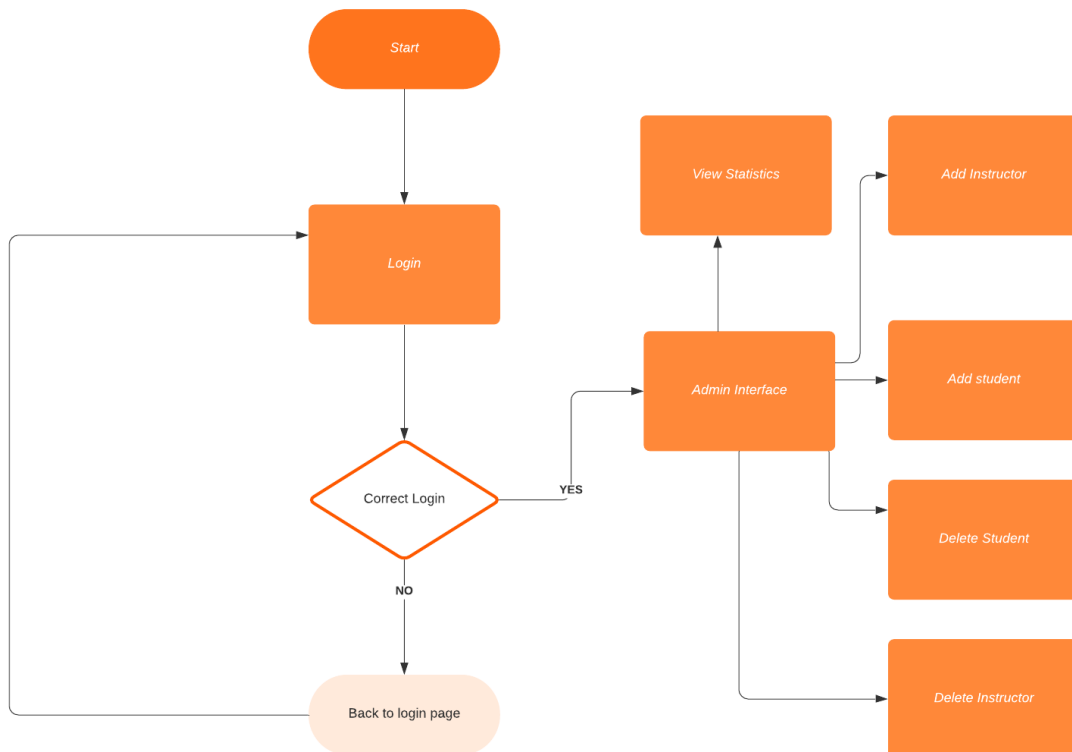 Start
View Statistics
Add Instructor
Login
Admin Interface
Add student
Correct Login
YES
Delete Student
NO
Delete Instructor
Back to login page